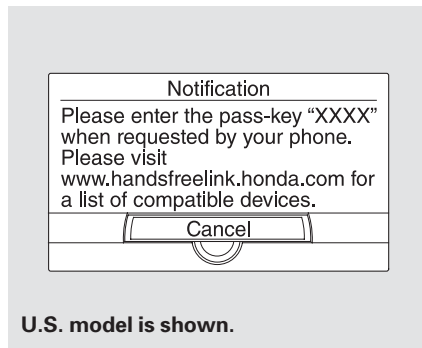 Notification
Please enter the pass-key “XXXX”
when requested by your phone.
Please visit
www.handsfreelink.honda.com for
a list of compatible devices.
Cancel
U.S. model is shown.